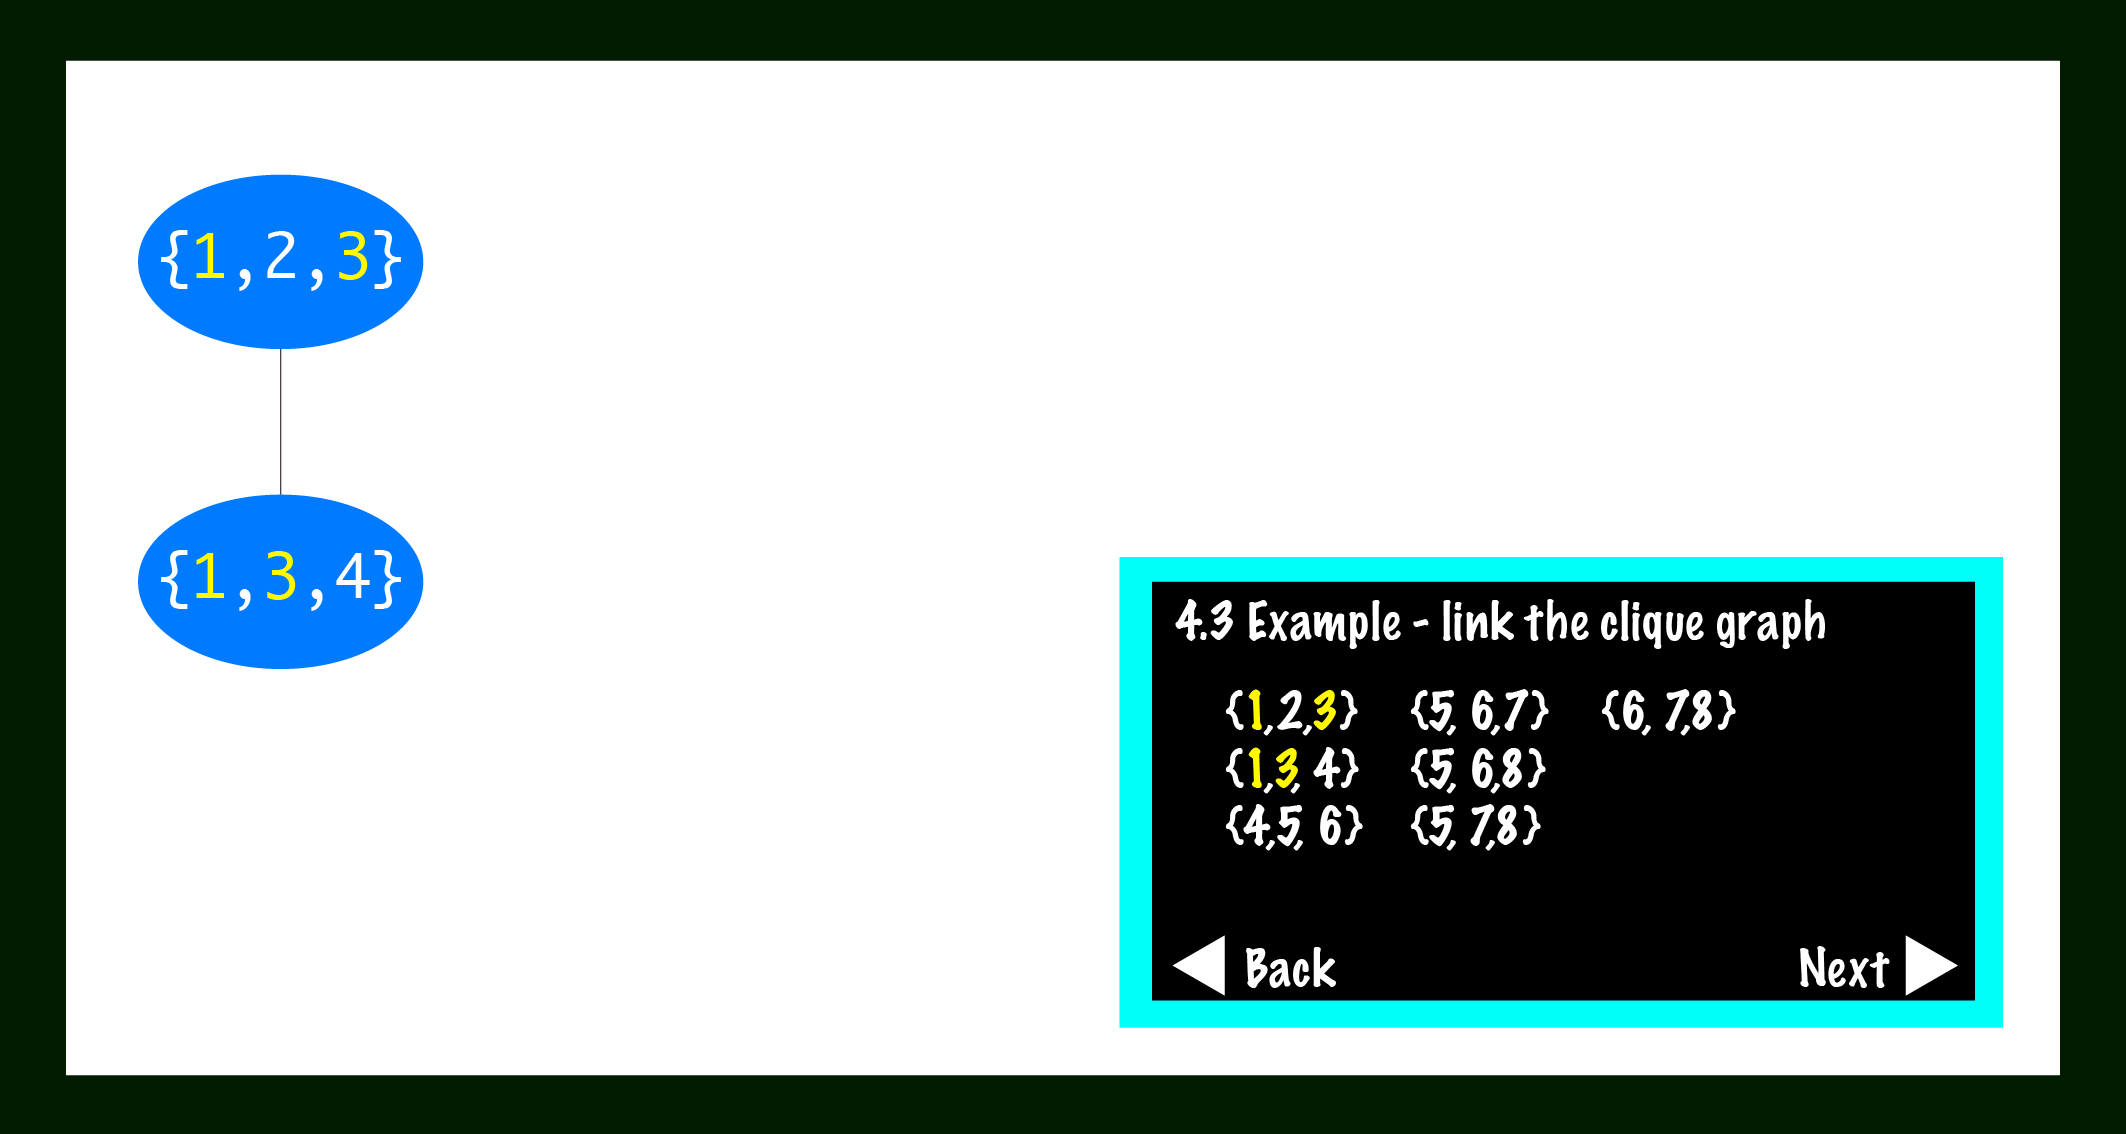 {1,2,3}
{1,3,4}
4.3 Example - link the clique graph
{1,2,3} {5, 6,7} {6, 7,8}
{1,3, 4} {5, 6,8}
{4,5, 6} {5, 7,8}
Back Next